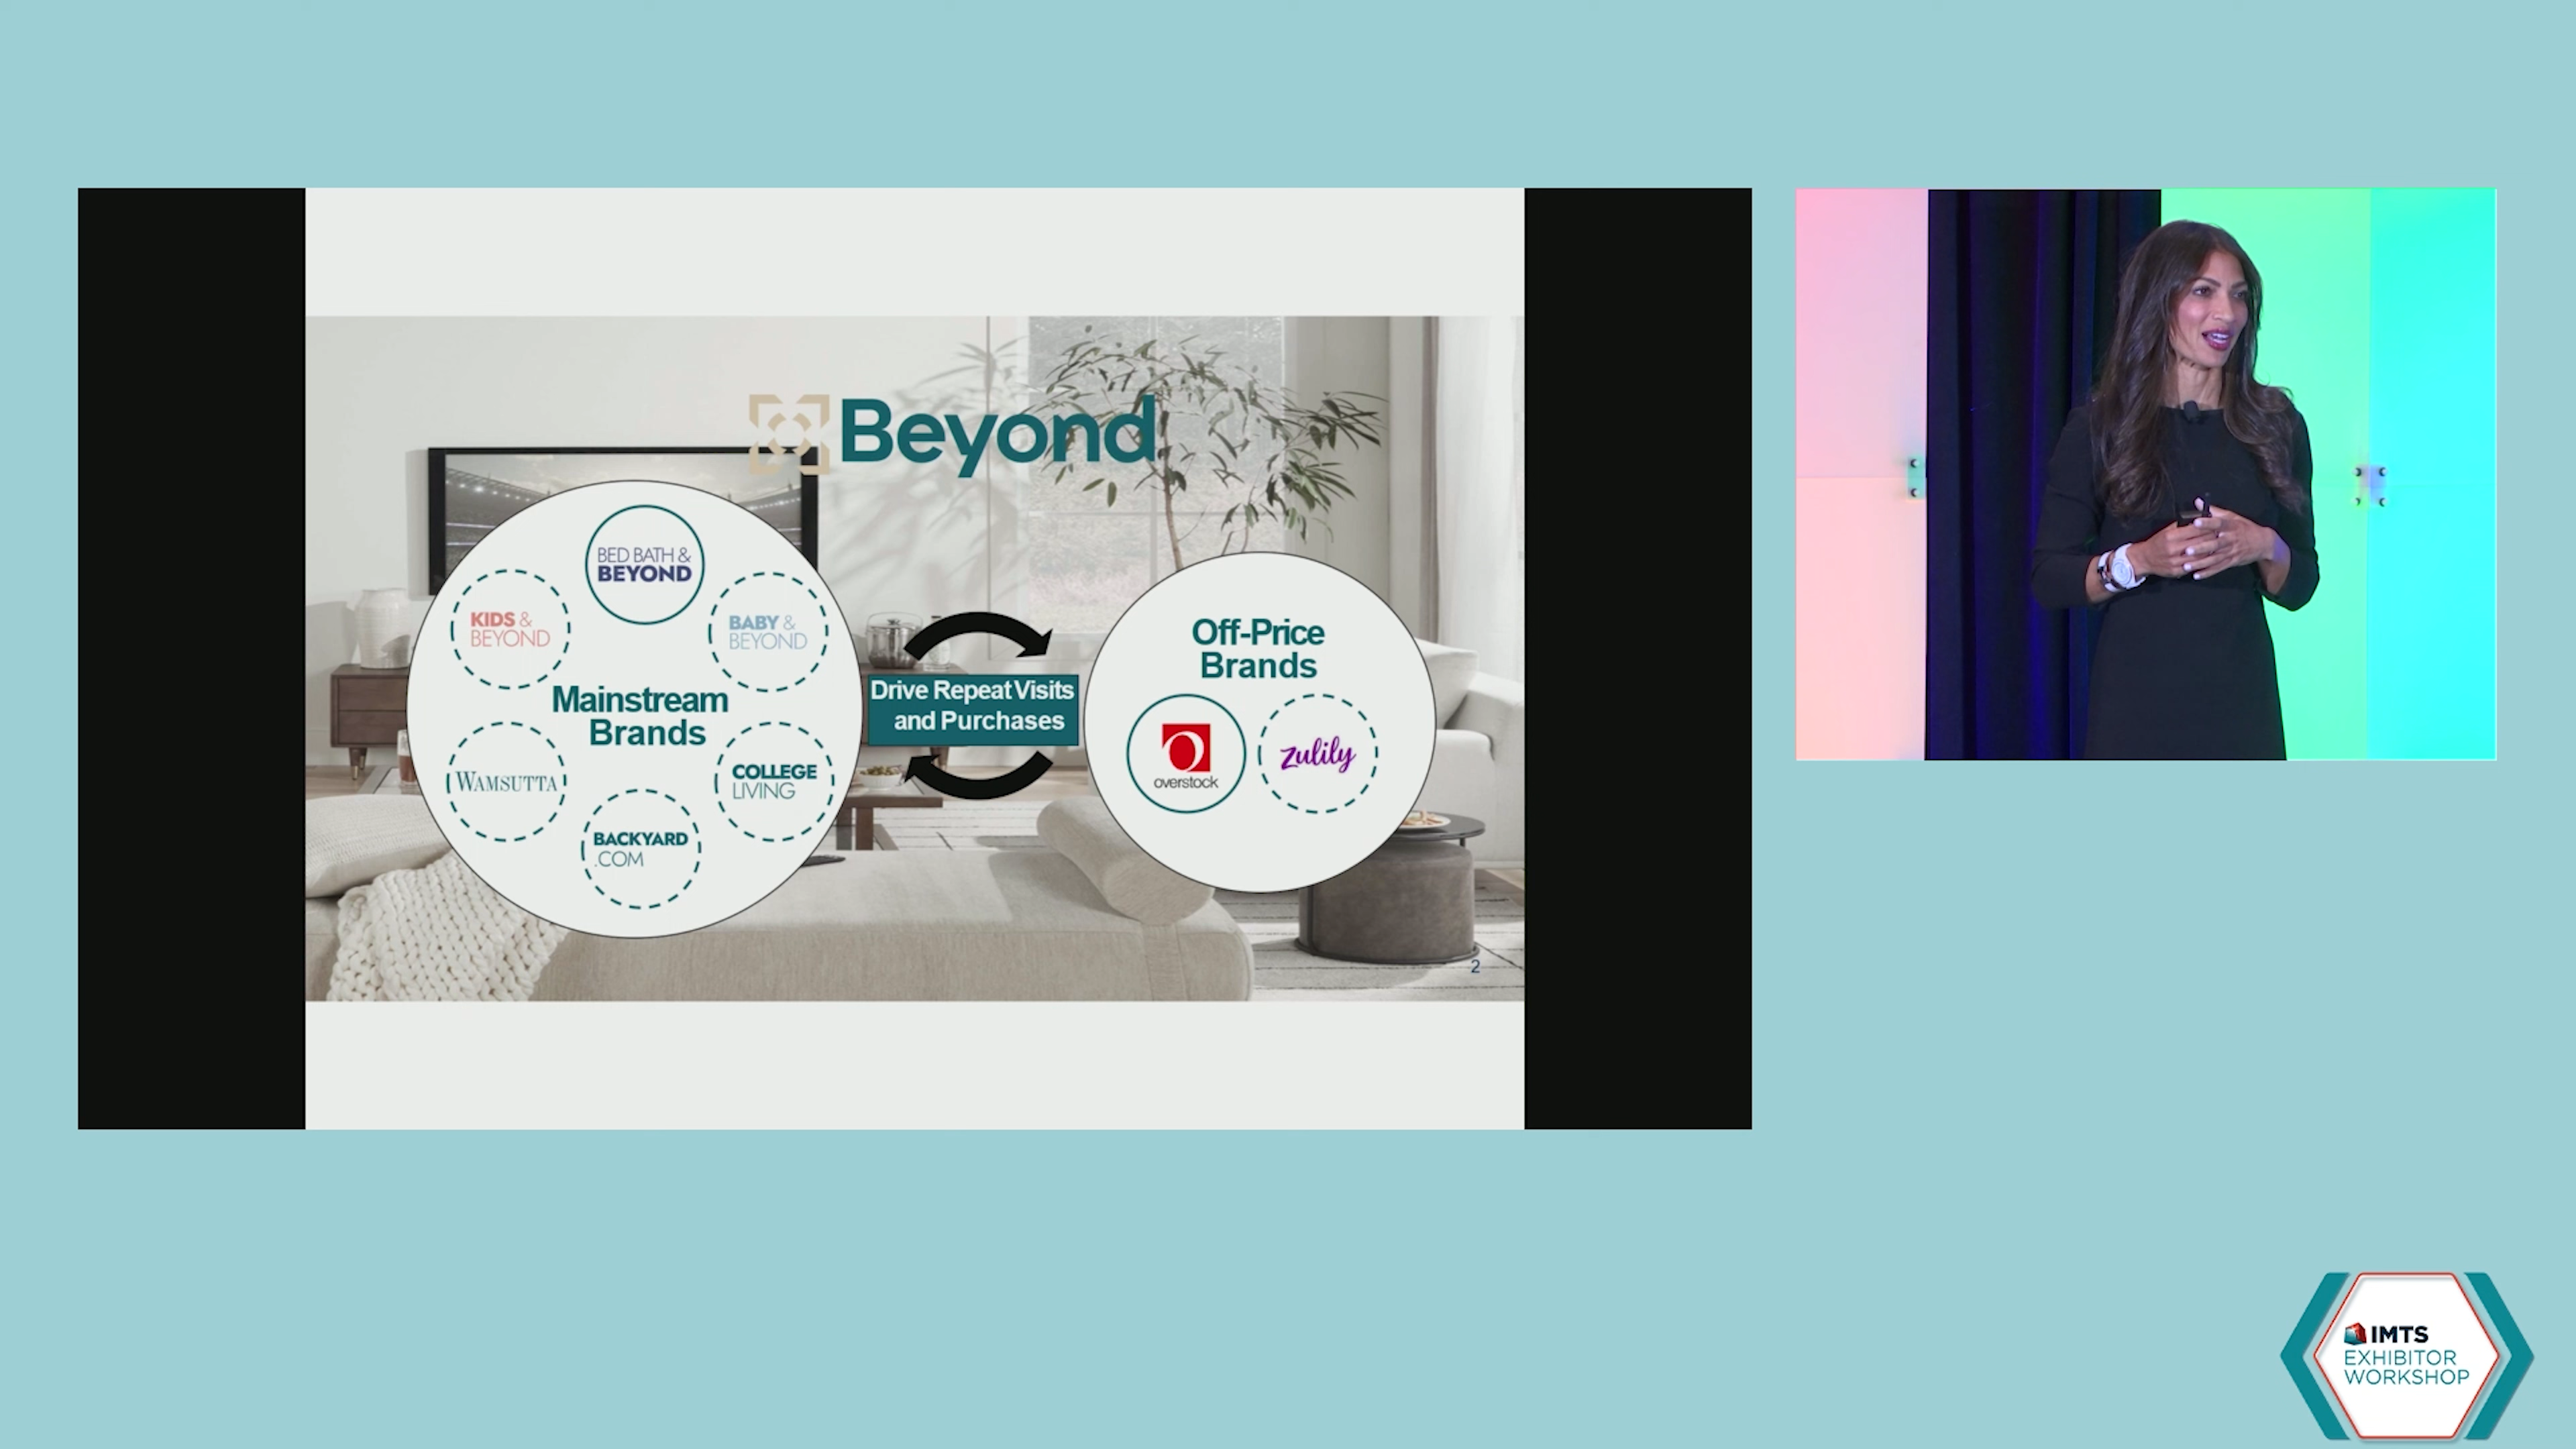 Beyond
BED BATH &
BEYOND
KIDS &
BEYOND
BABY &
BEYOND
Mainstream
Brands
WAMSUTTA
COLLEGE
LIVING
BACKYARD
.COM
Drive Repeat Visits
and Purchases
Off-Price
Brands
overstock
zulily
2
IMTS
EXHIBITOR
WORKSHOP